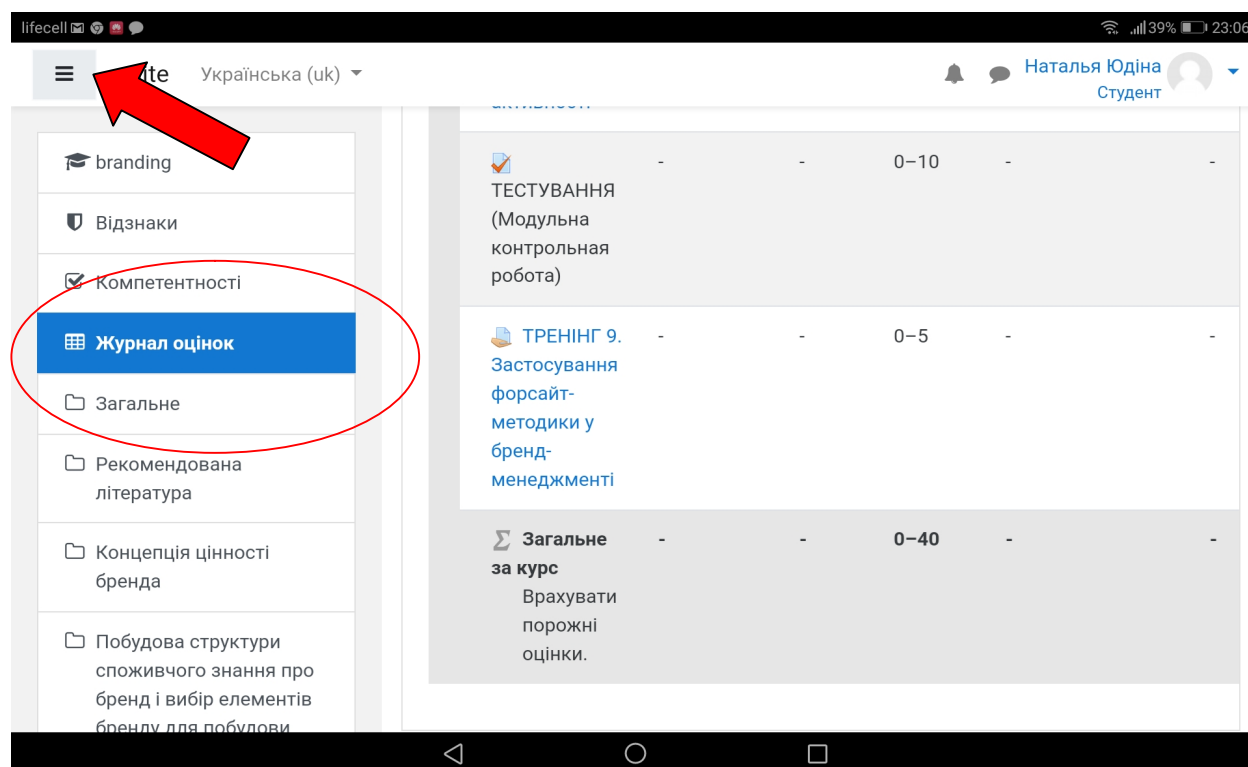 lifecell 39% 23:06
Українська (uk)
Наталья Юдіна
Студент
branding
Відзнаки
Компетентності
Журнал оцінок
Загальне
Рекомендована
література
Концепція цінності
бренда
Побудова структури
споживчого знання про
бренд і вибір елементів
бренду для побудови
активності
ТЕСТУВАННЯ - - 0–10 - -
(Модульна
контрольна
робота)
ТРЕНІНГ 9. - - 0–5 - -
Застосування
форсайт-
методики у
бренд-
менеджменті
Загальне - - 0–40 - -
за курс
Врахувати
порожні
оцінки.